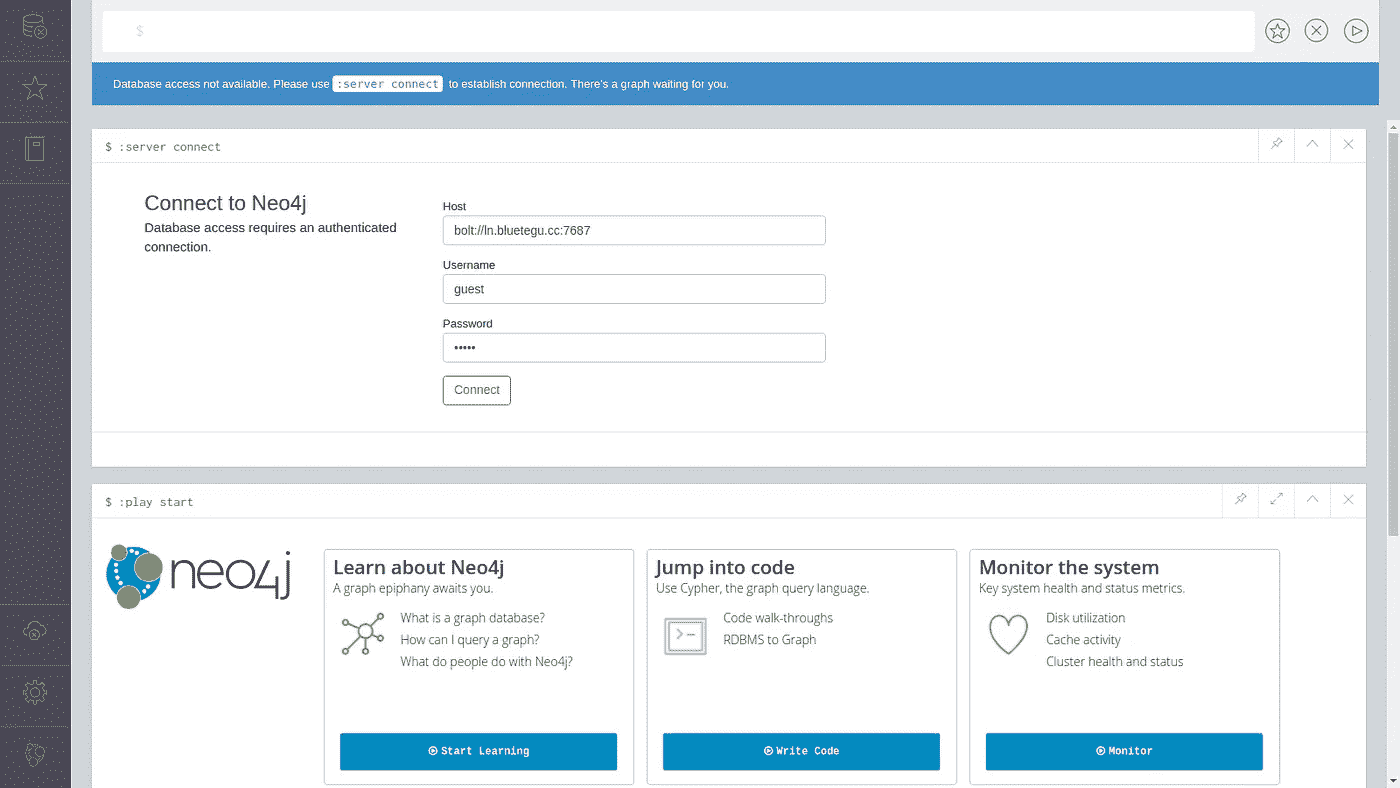 $
Database access not available. Please use :server connect to establish connection. There's a graph waiting for you.
$ :server connect
Connect to Neo4j
Database access requires an authenticated
connection.
Host
bolt://ln.bluetegu.cc:7687
Username
guest
Password
•••••
Connect
$ :play start
neo4j
Learn about Neo4j
A graph epiphany awaits you.
What is a graph database?
How can I query a graph?
What do people do with Neo4j?
Start Learning
Jump into code
Use Cypher, the graph query language.
Code walk-throughs
RDBMS to Graph
Write Code
Monitor the system
Key system health and status metrics.
Disk utilization
Cache activity
Cluster health and status
Monitor